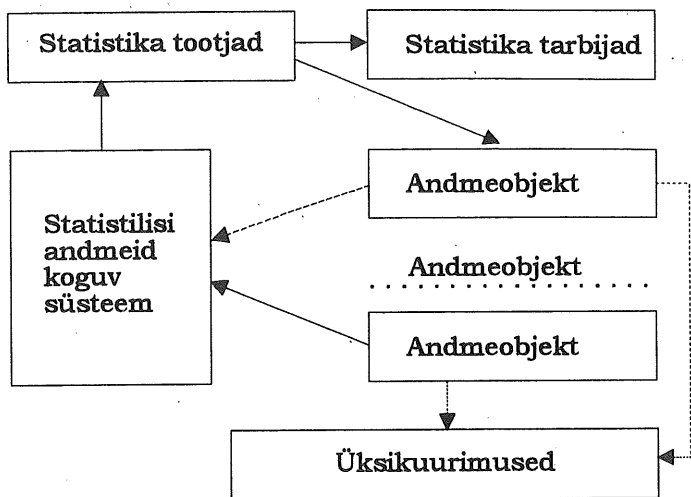 Statistika tootjad
Statistika tarbijad
Andmeobjekt
Statistilisi
andmeid
koguv
süsteem
Andmeobjekt
Andmeobjekt
Üksikuurimused